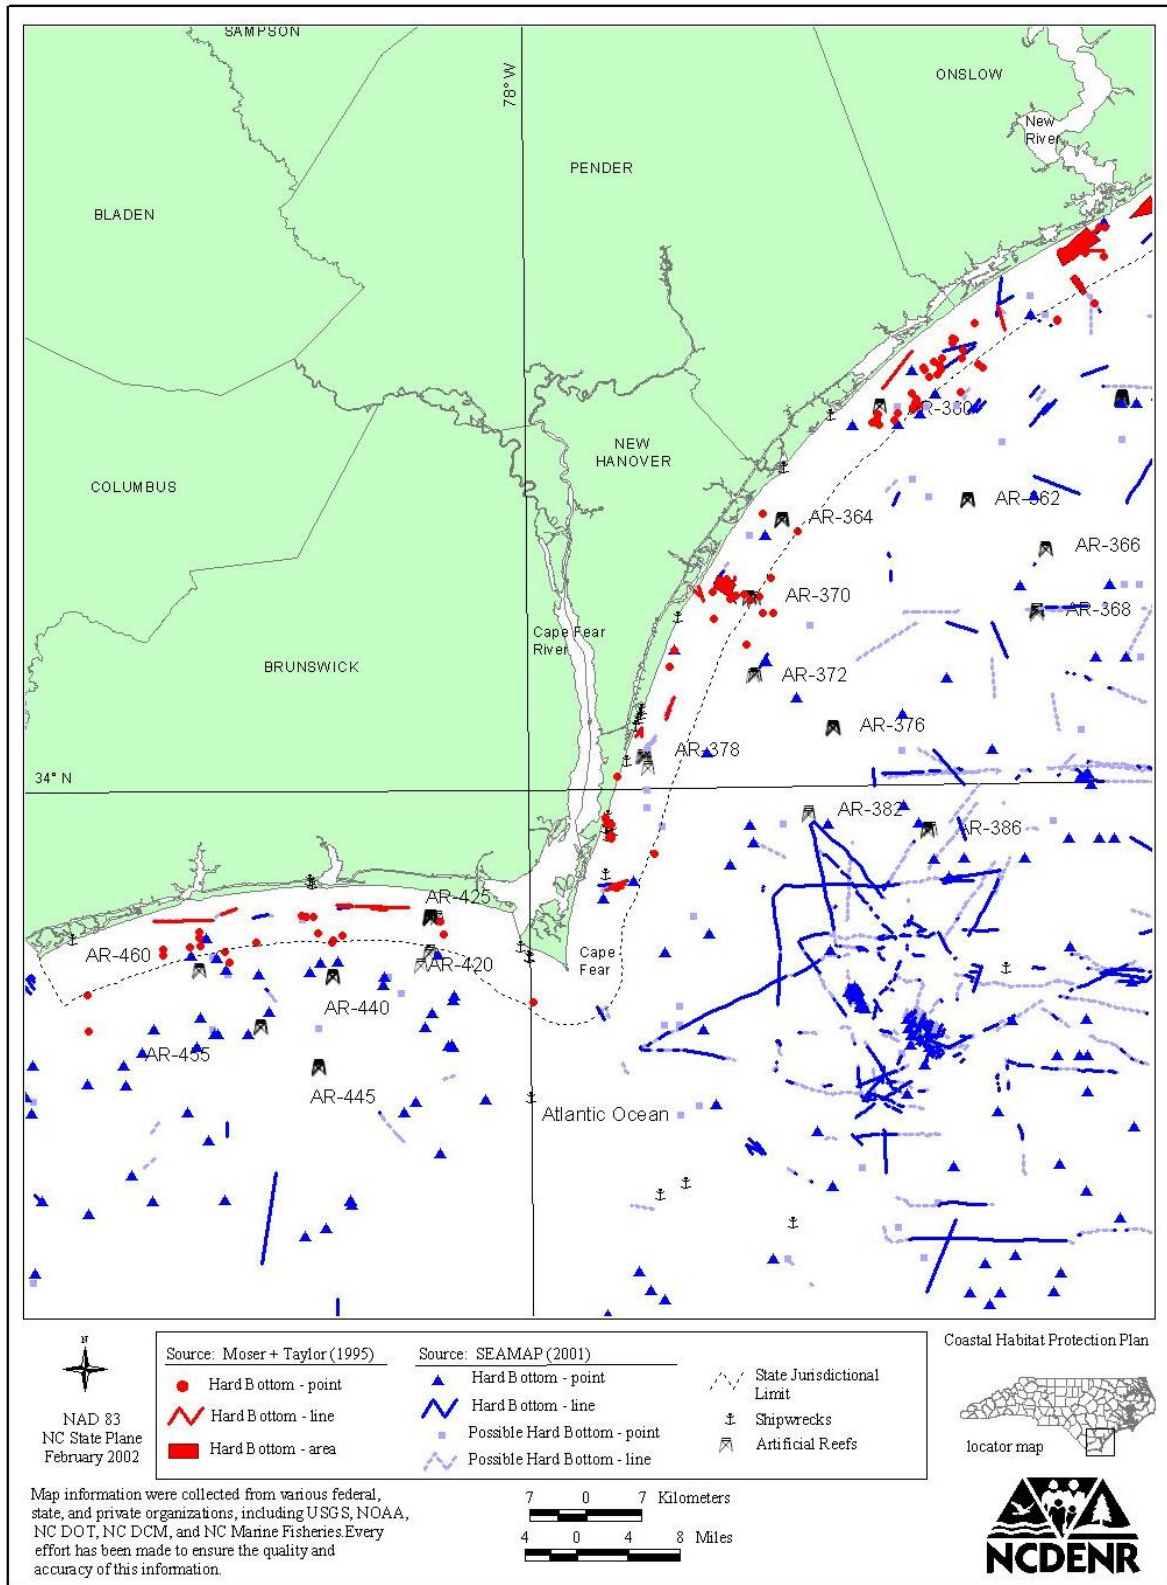 SAMPSON
78° W
ONSLOW
New
River
PENDER
BLADEN
NEW
HANOVER
AR-360
COLUMBUS
AR-362
AR-364
AR-366
AR-370
AR-368
Cape Fear
River
BRUNSWICK
AR-372
AR-376
AR-378
34° N
AR-382
AR-386
AR-425
AR-460
AR-420
Cape
Fear
AR-440
AR-455
AR-445
Atlantic Ocean
N
NAD 83
NC State Plane
February 2002
Source: Moser + Taylor (1995)
Hard Bottom - point
Hard Bottom - line
Hard Bottom - area
Source: SEAMAP (2001)
Hard Bottom - point
Hard Bottom - line
Possible Hard Bottom - point
Possible Hard Bottom - line
State Jurisdictional
Limit
Shipwrecks
Artificial Reefs
Coastal Habitat Protection Plan
locator map
Map information were collected from various federal,
state, and private organizations, including USGS, NOAA,
NC DOT, NC DCM, and NC Marine Fisheries.Every
effort has been made to ensure the quality and
accuracy of this information.
7 0 7 Kilometers
4 0 4 8 Miles
NCDENR